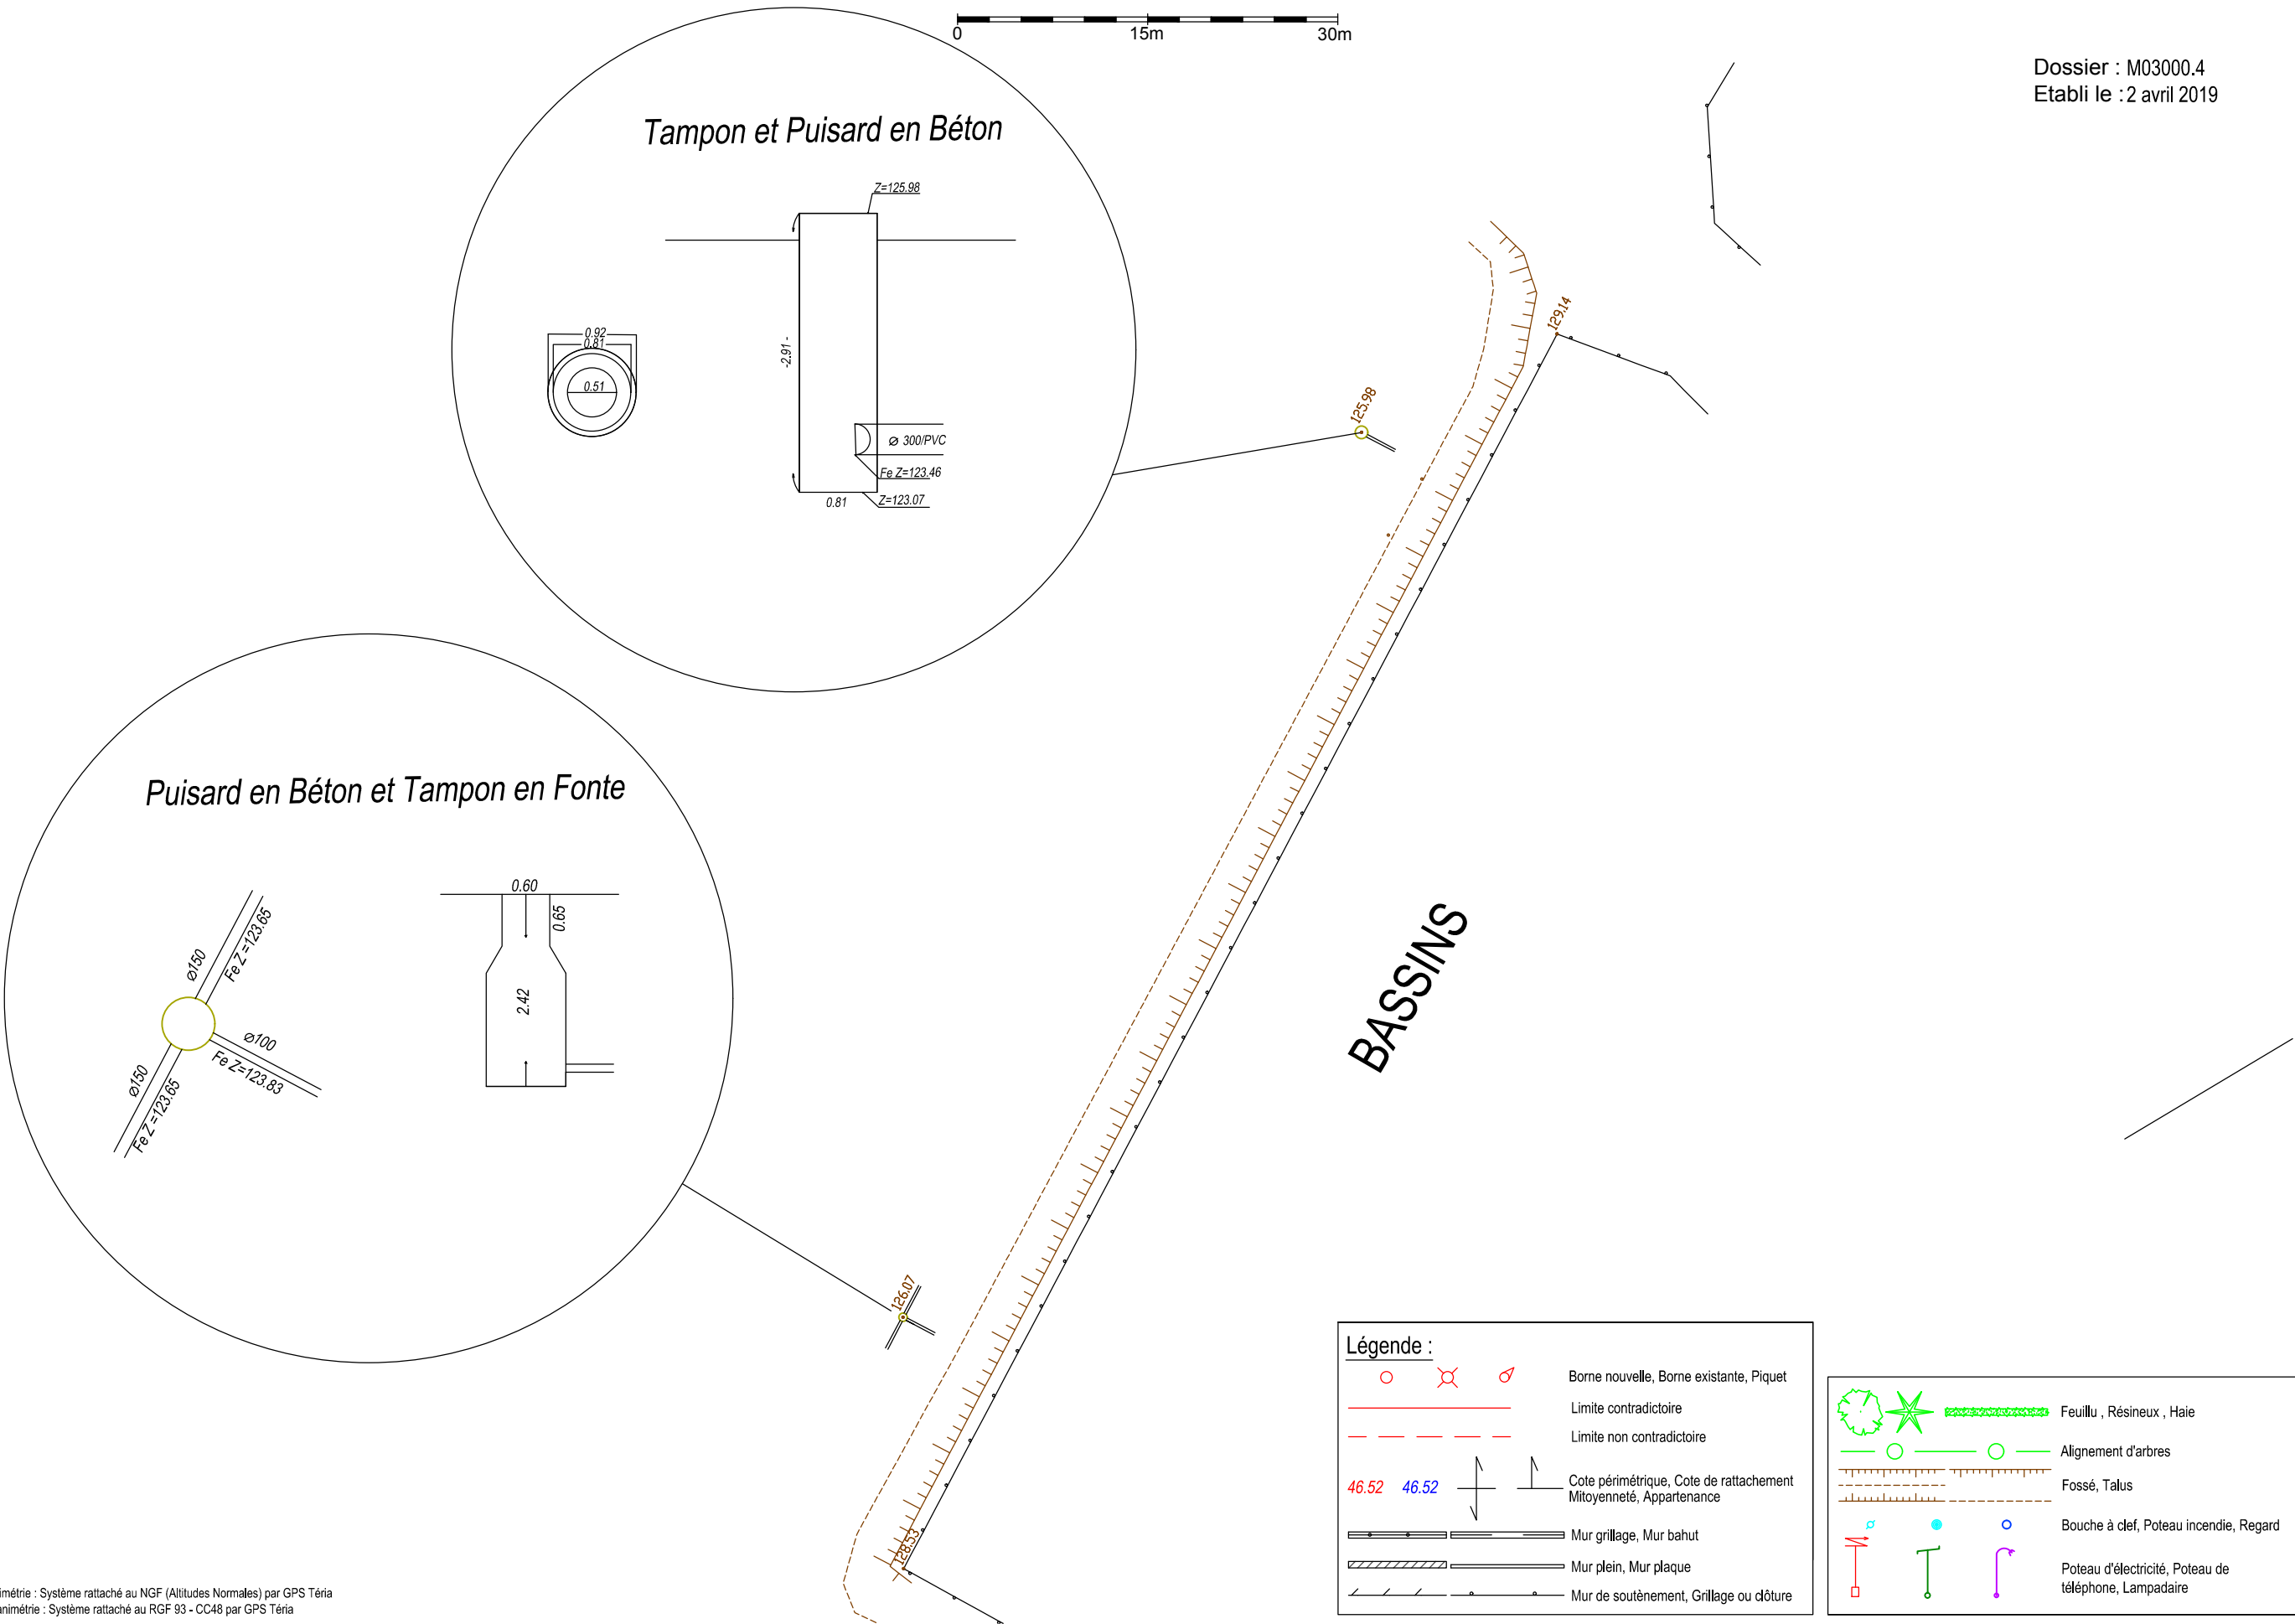 0 15m 30m
Dossier : M03000.4
Etabli le : 2 avril 2019
Tampon et Puisard en Béton
Z=125.98
0.92
0.81
0.51
-2.91 -
Ø 300/PVC
Fe Z=123.46
0.81
Z=123.07
129.14
125.98
Puisard en Béton et Tampon en Fonte
0.60
0.65
2.42
Ø150
Fe Z =123.65
Ø100
Fe Z=123.83
Ø150
Fe Z =123.65
BASSINS
126.07
128.53
Légende :
Borne nouvelle, Borne existante, Piquet
Limite contradictoire
Limite non contradictoire
46.52 46.52
Cote périmétrique, Cote de rattachement
Mitoyenneté, Appartenance
Mur grillage, Mur bahut
Mur plein, Mur plaque
Mur de soutènement, Grillage ou clôture
Feuillu , Résineux , Haie
Alignement d'arbres
Fossé, Talus
Bouche à clef, Poteau incendie, Regard
Poteau d'électricité, Poteau de
téléphone, Lampadaire
imétrie : Système rattaché au NGF (Altitudes Normales) par GPS Téria
animétrie : Système rattaché au RGF 93 - CC48 par GPS Téria